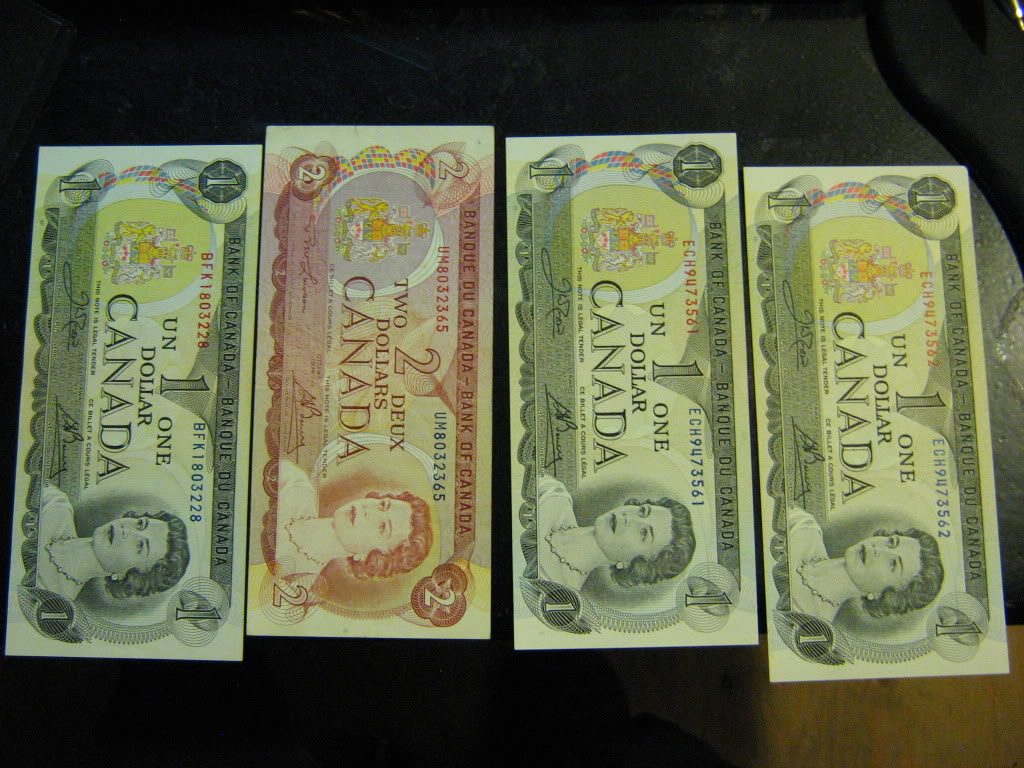 1
1
BANK OF CANADA – BANQUE DU CANADA
BFK1803228
BFK1803228
UN 1 ONE
DOLLAR
CANADA
THIS NOTE IS LEGAL TENDER
CE BILLET A COURS LÉGAL
1
1
2
2
BANQUE DU CANADA – BANK OF CANADA
UM8032365
UM8032365
TWO 2 DEUX
DOLLARS
CANADA
CE BILLET A COURS LÉGAL
THIS NOTE IS LEGAL TENDER
2
2
1
1
BANK OF CANADA – BANQUE DU CANADA
ECH9473561
ECH9473561
UN 1 ONE
DOLLAR
CANADA
THIS NOTE IS LEGAL TENDER
CE BILLET A COURS LÉGAL
1
1
1
1
BANK OF CANADA – BANQUE DU CANADA
ECH9473562
ECH9473562
UN 1 ONE
DOLLAR
CANADA
THIS NOTE IS LEGAL TENDER
CE BILLET A COURS LÉGAL
1
1